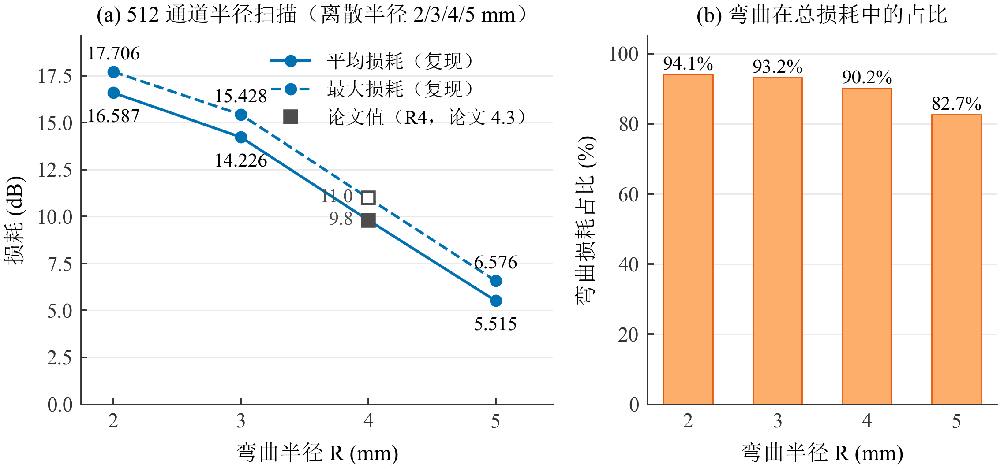 (a) 512 通道半径扫描（离散半径 2/3/4/5 mm）
17.706
16.587
15.428
14.226
11.0
9.8
6.576
5.515
平均损耗（复现）
最大损耗（复现）
论文值（R4，论文 4.3）
17.5
15.0
12.5
10.0
7.5
5.0
2.5
0.0
损耗 (dB)
2 3 4 5
弯曲半径 R (mm)
(b) 弯曲在总损耗中的占比
94.1% 93.2% 90.2% 82.7%
100
80
60
40
20
0
弯曲损耗占比 (%)
2 3 4 5
弯曲半径 R (mm)